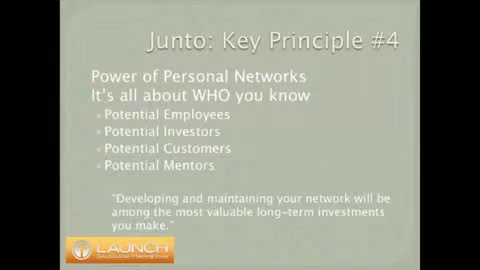 Junto: Key Principle #4
Power of Personal Networks
It's all about WHO you know
Potential Employees
Potential Investors
Potential Customers
Potential Mentors
"Developing and maintaining your network will be
among the most valuable long-term investments
you make."
LAUNCH